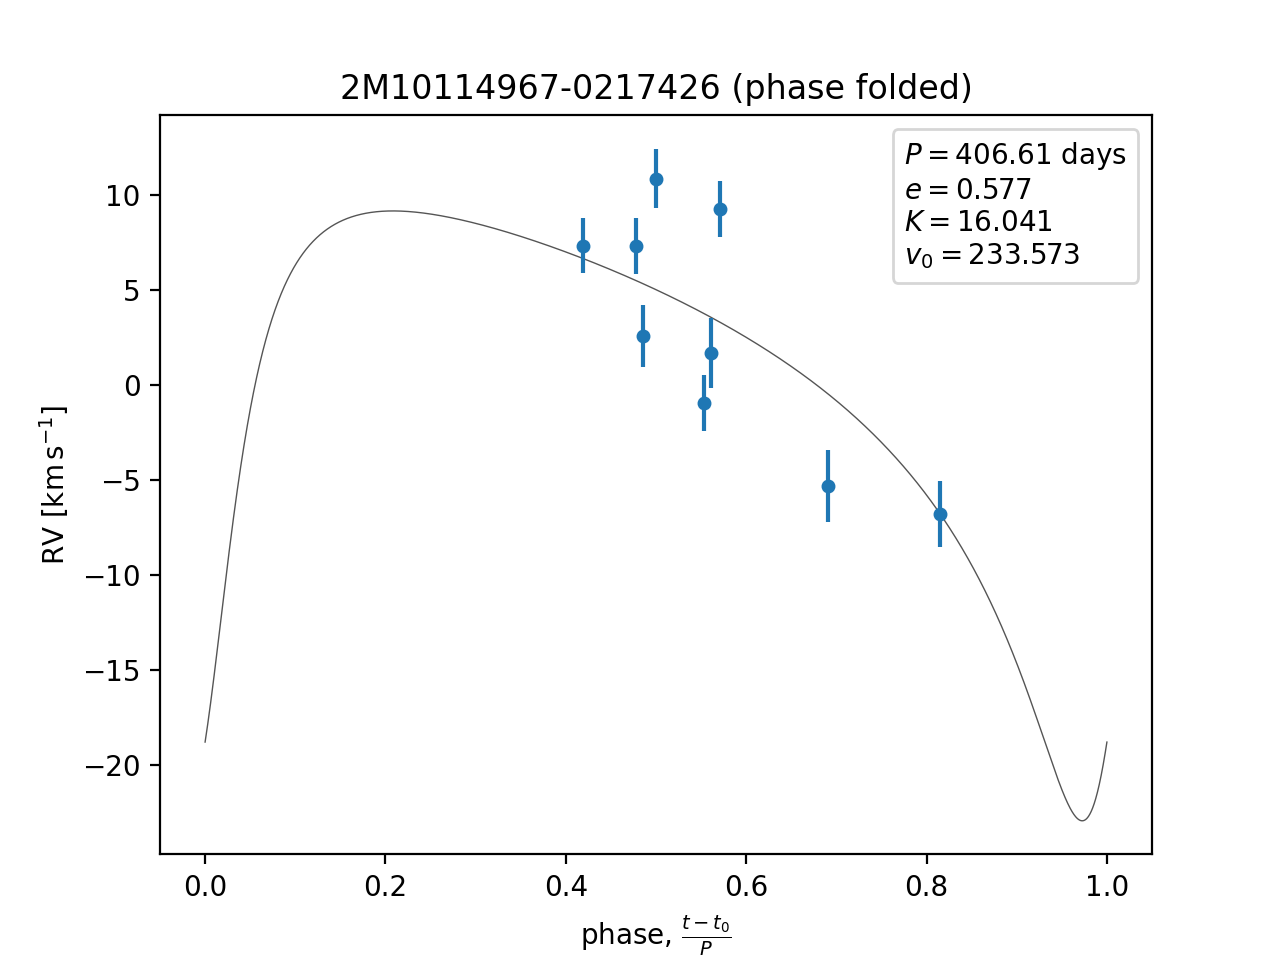 2M10114967-0217426 (phase folded)
P = 406.61 days
e = 0.577
K = 16.041
v₀ = 233.573
10
5
0
−5
−10
−15
−20
RV [km s⁻¹]
0.0 0.2 0.4 0.6 0.8 1.0
phase, (t − t₀)/P